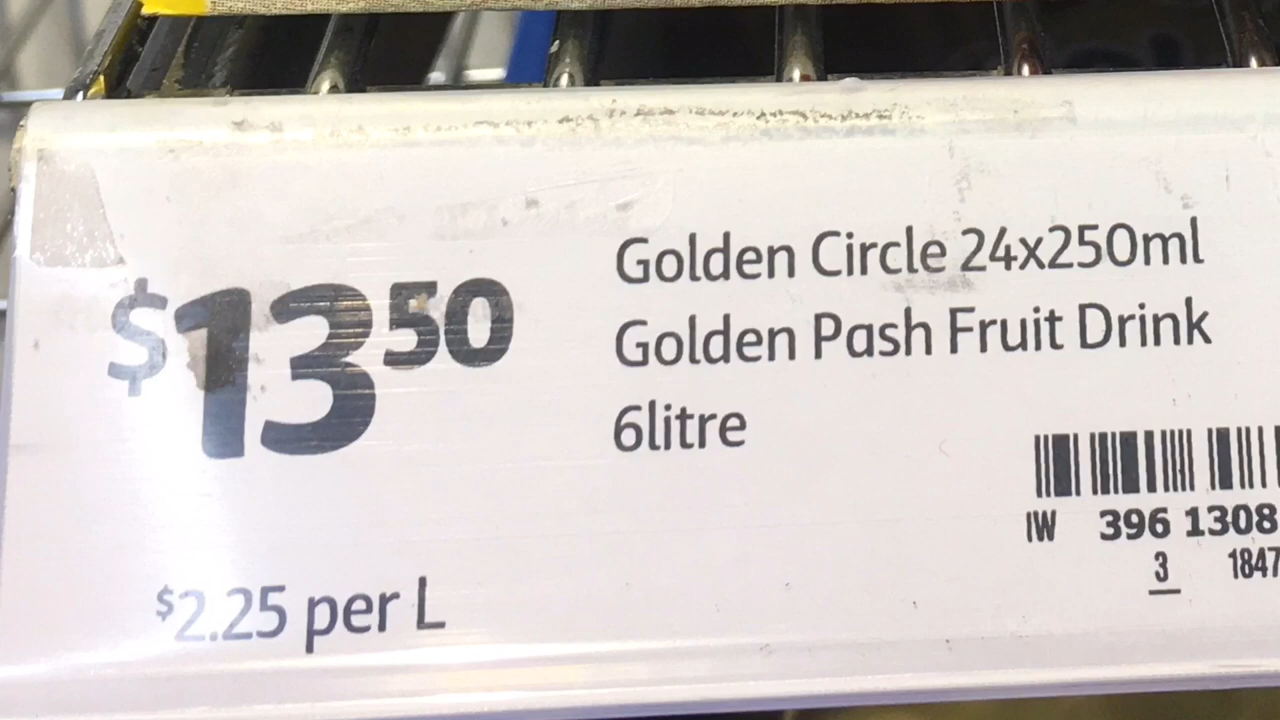 $13.50
Golden Circle 24x250ml
Golden Pash Fruit Drink
6litre
$2.25 per L
IW 396 1308
3 1847